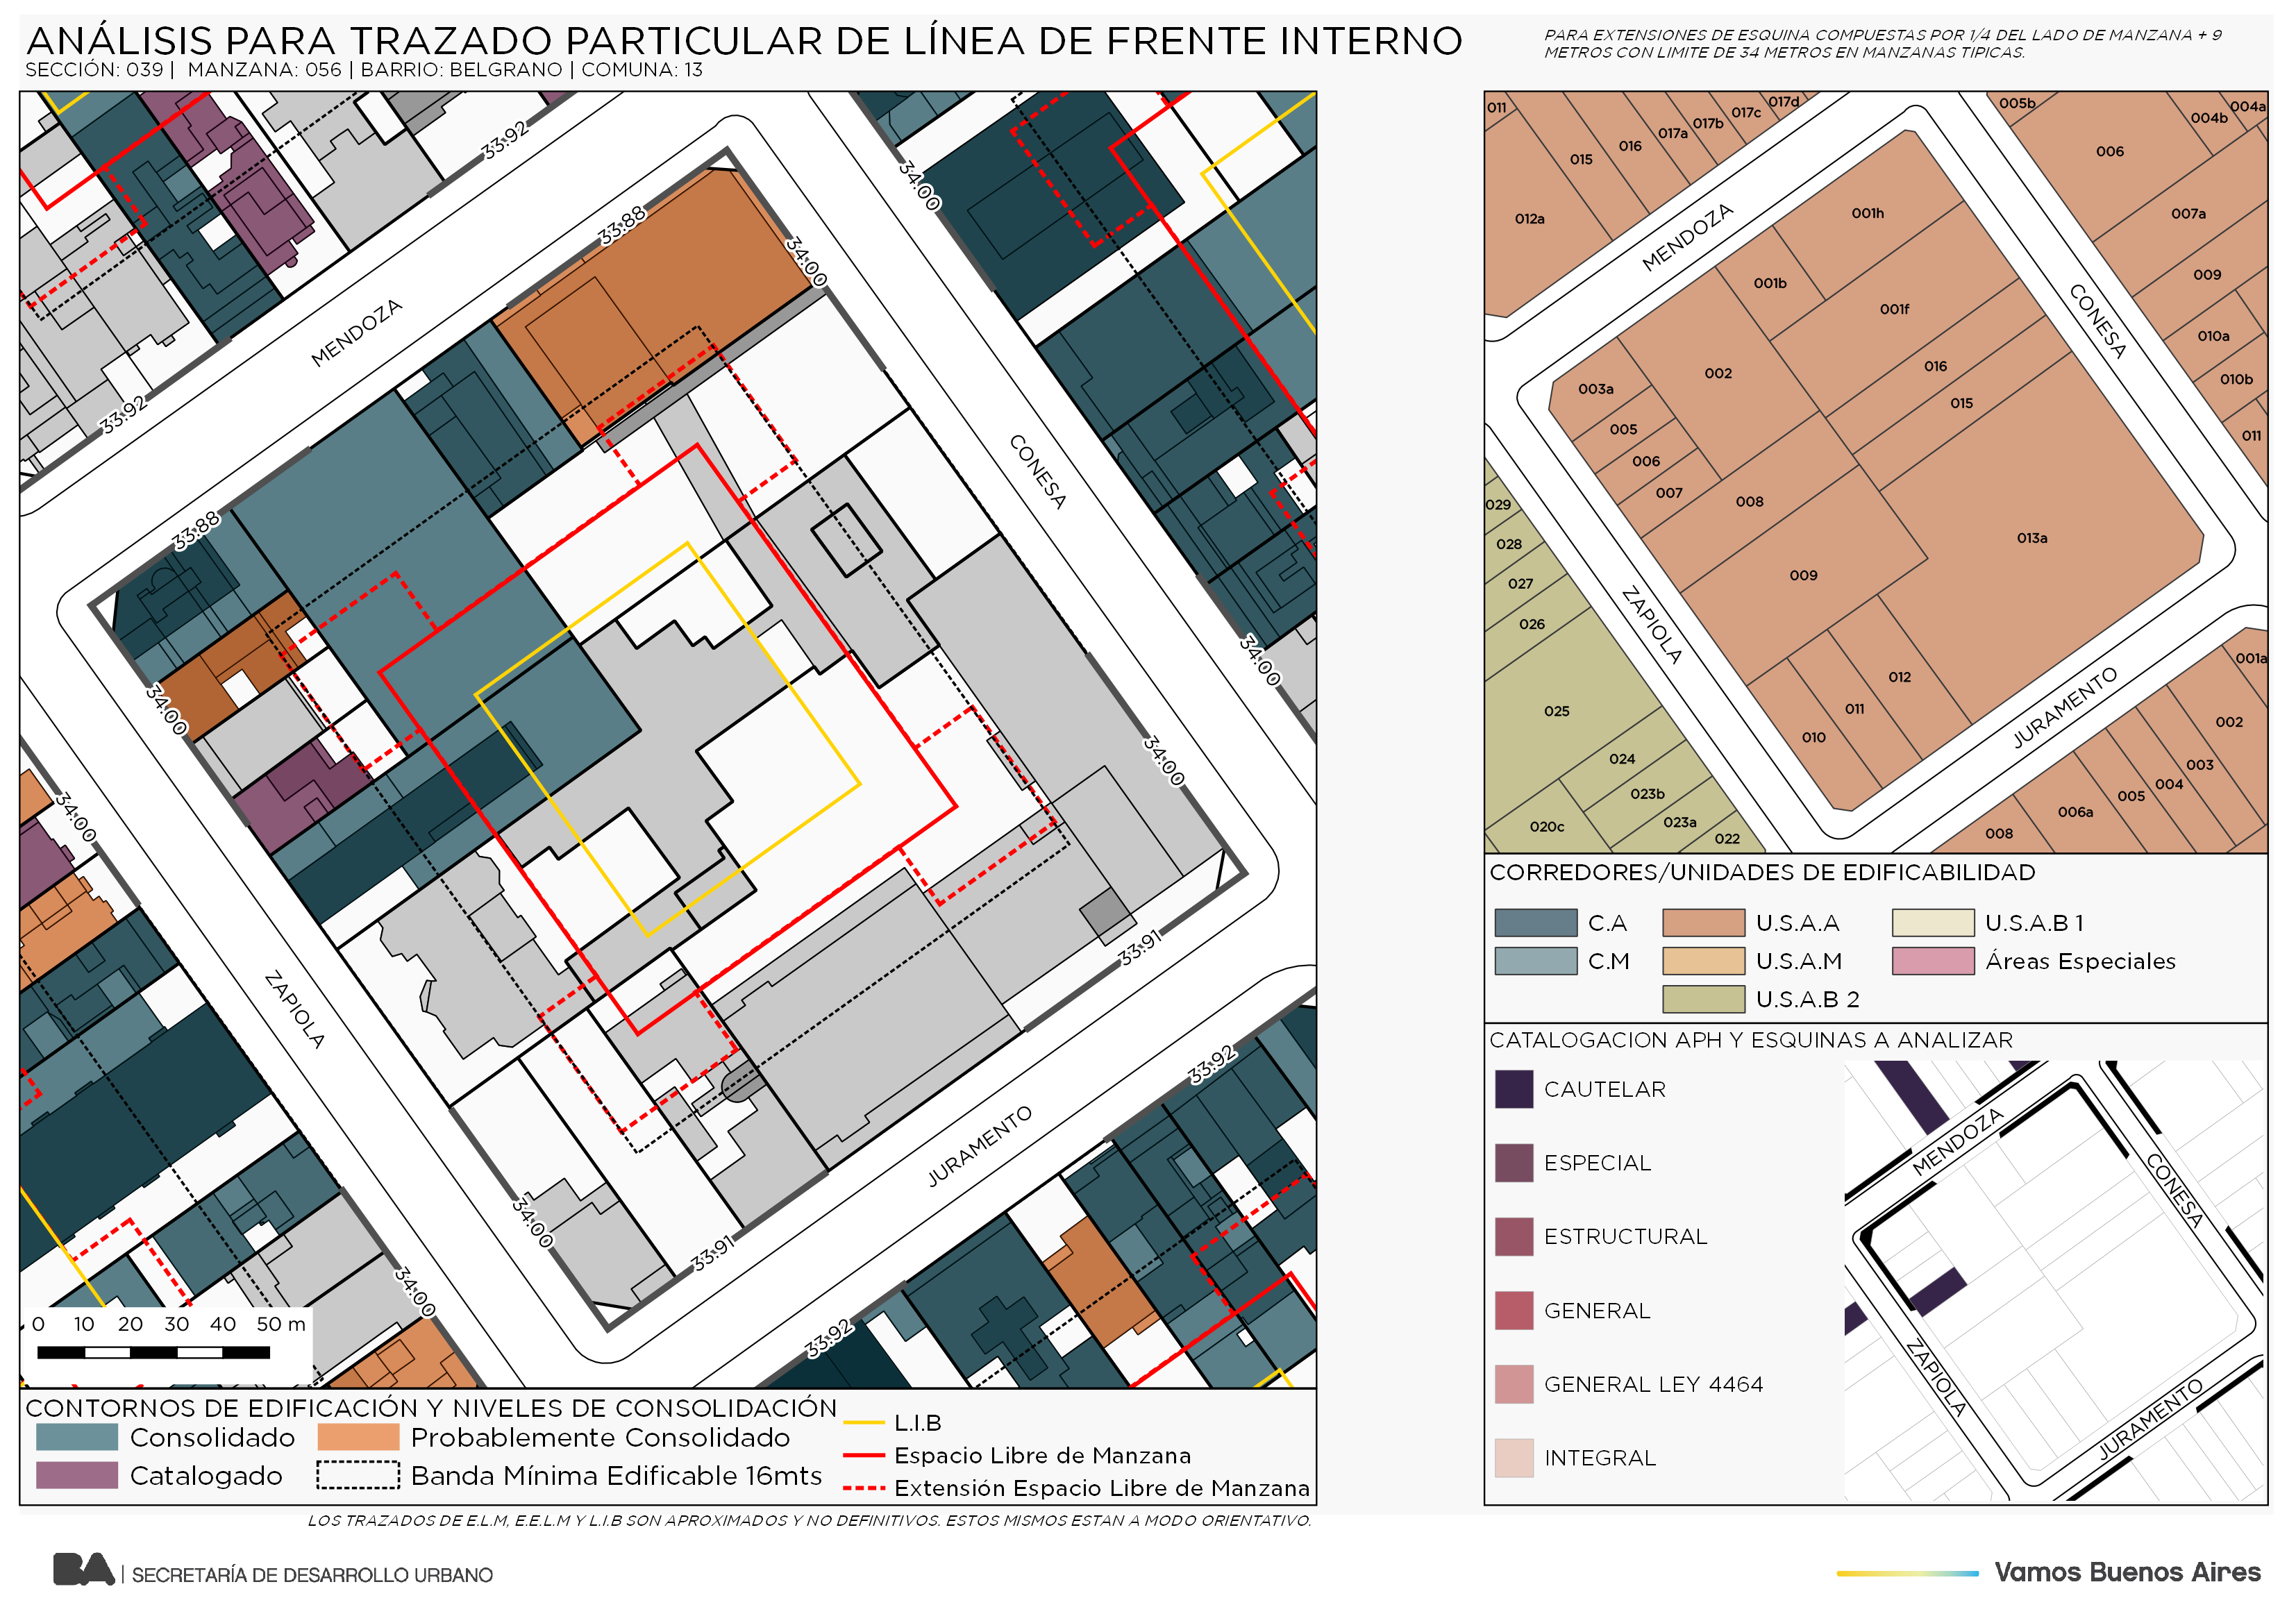 ANÁLISIS PARA TRAZADO PARTICULAR DE LÍNEA DE FRENTE INTERNO
SECCIÓN: 039 | MANZANA: 056 | BARRIO: BELGRANO | COMUNA: 13
PARA EXTENSIONES DE ESQUINA COMPUESTAS POR 1/4 DEL LADO DE MANZANA + 9
METROS CON LIMITE DE 34 METROS EN MANZANAS TIPICAS.
33.92
33.88
34.00
34.00
MENDOZA
33.92
33.88
CONESA
34.00
34.00
34.00
34.00
ZAPIOLA
33.91
34.00
33.91
33.92
JURAMENTO
34.00
33.92
0 10 20 30 40 50 m
CONTORNOS DE EDIFICACIÓN Y NIVELES DE CONSOLIDACIÓN
Consolidado
Probablemente Consolidado
Catalogado
Banda Mínima Edificable 16mts
L.I.B
Espacio Libre de Manzana
Extensión Espacio Libre de Manzana
LOS TRAZADOS DE E.L.M, E.E.L.M Y L.I.B SON APROXIMADOS Y NO DEFINITIVOS. ESTOS MISMOS ESTAN A MODO ORIENTATIVO.
011
015
016
017a
017b
017c
017d
012a
005b
004b
004a
006
007a
009
010a
010b
011
MENDOZA
CONESA
001h
001b
001f
002
003a
005
006
007
016
015
008
009
013a
012
011
010
ZAPIOLA
JURAMENTO
029
028
027
026
025
024
023b
023a
022
020c
001a
002
003
004
005
006a
008
CORREDORES/UNIDADES DE EDIFICABILIDAD
C.A
U.S.A.A
U.S.A.B 1
C.M
U.S.A.M
Áreas Especiales
U.S.A.B 2
CATALOGACION APH Y ESQUINAS A ANALIZAR
CAUTELAR
ESPECIAL
ESTRUCTURAL
GENERAL
GENERAL LEY 4464
INTEGRAL
MENDOZA
CONESA
ZAPIOLA
JURAMENTO
BA | SECRETARÍA DE DESARROLLO URBANO
Vamos Buenos Aires